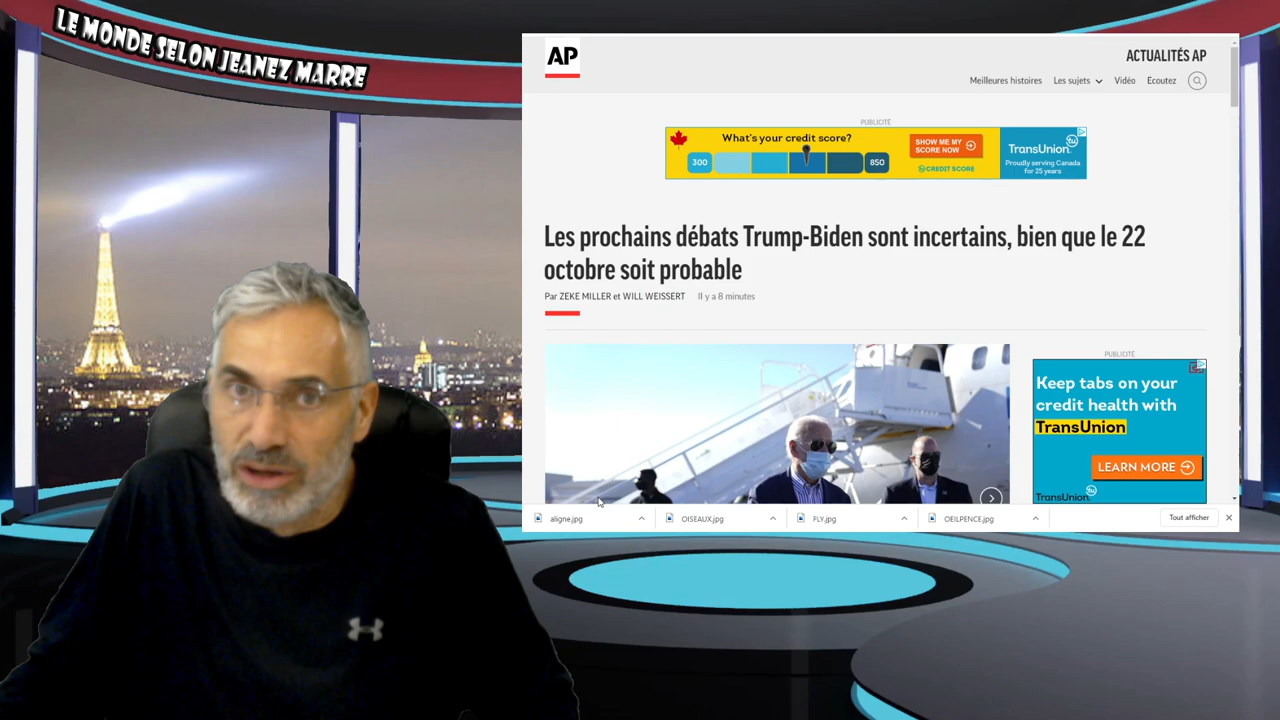 LE MONDE SELON JEANEZ MARRE
AP
ACTUALITÉS AP
Meilleures histoires Les sujets Vidéo Ecoutez
PUBLICITÉ
What's your credit score?
300
850
SHOW ME MY
SCORE NOW
CREDIT SCORE
TransUnion
tu
Proudly serving Canada
for 25 years
Les prochains débats Trump-Biden sont incertains, bien que le 22
octobre soit probable
Par ZEKE MILLER et WILL WEISSERT Il y a 8 minutes
PUBLICITÉ
Keep tabs on your
credit health with
TransUnion
LEARN MORE
TransUnion
tu
aligne.jpg
OISEAUX.jpg
FLY.jpg
OEILPENCE.jpg
Tout afficher